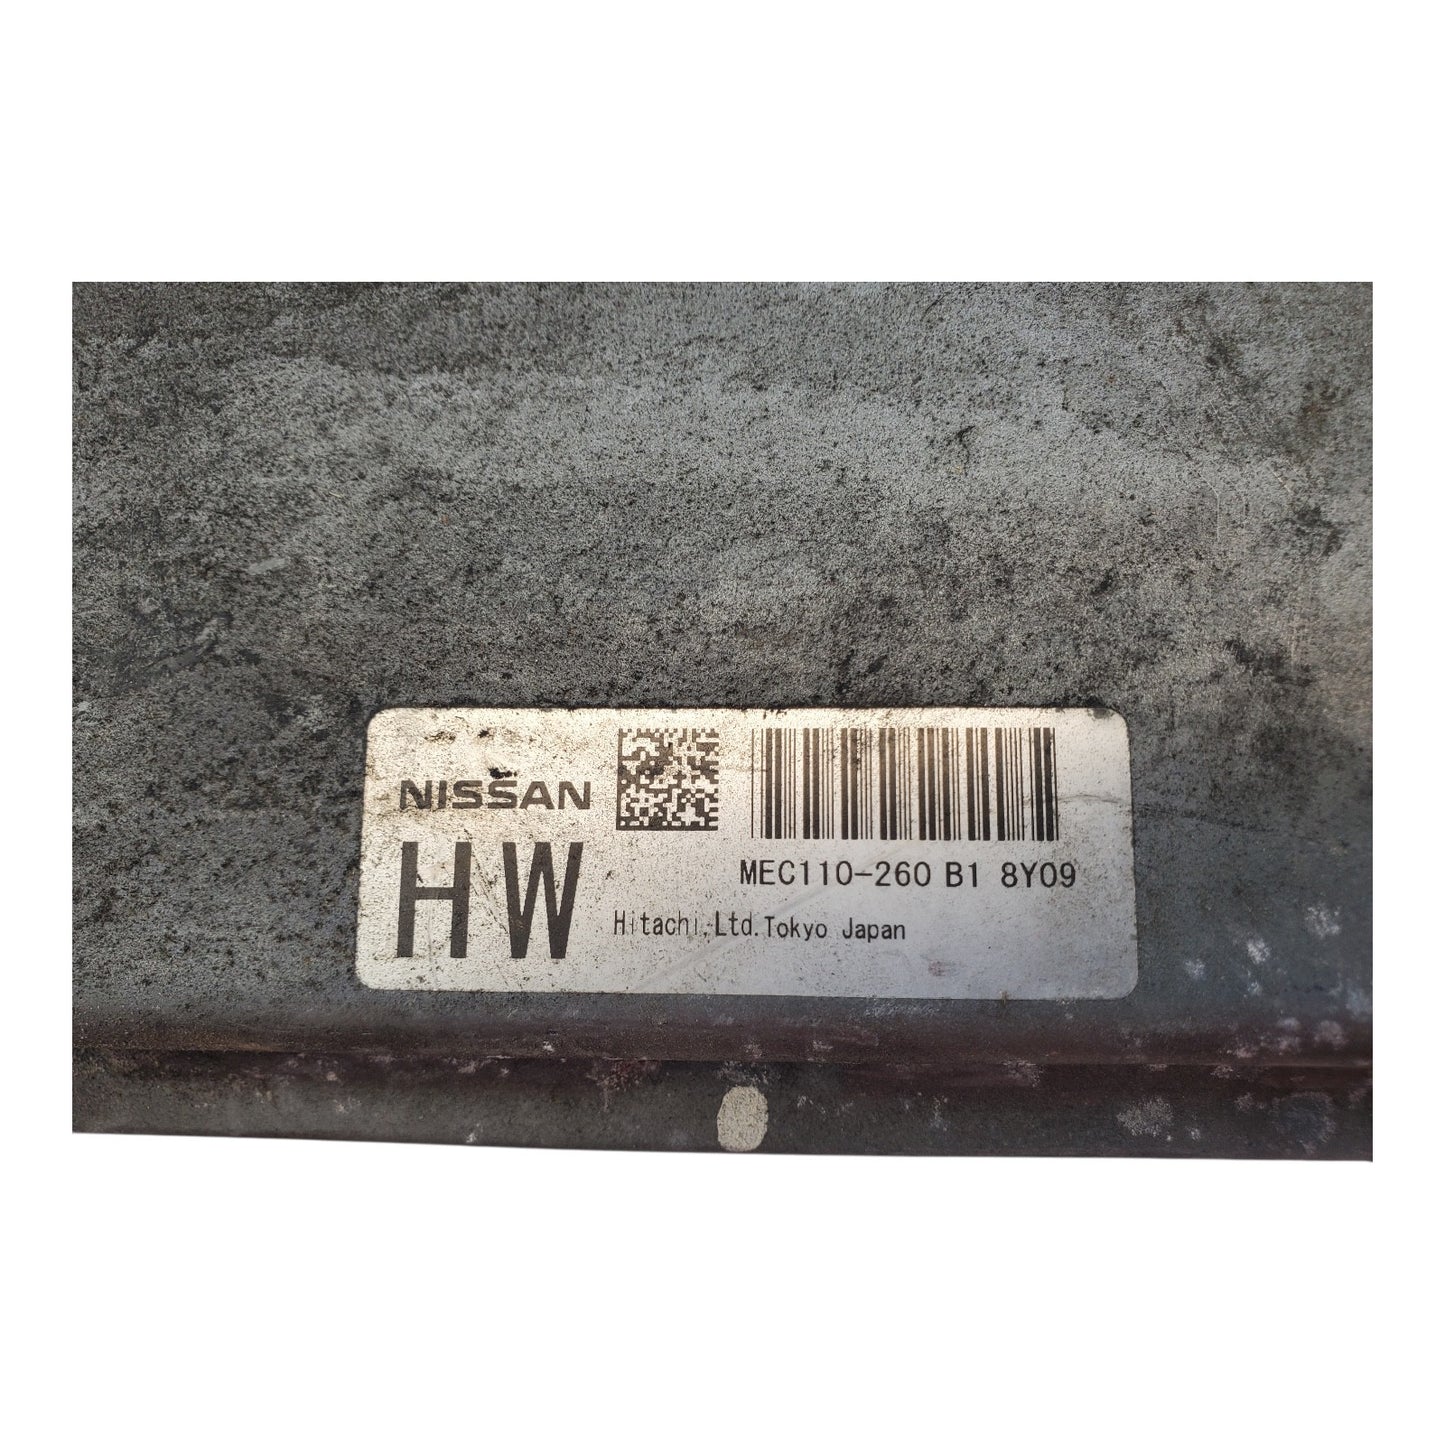 NISSAN
HW
MEC110-260 B1 8Y09
Hitachi,Ltd.Tokyo Japan